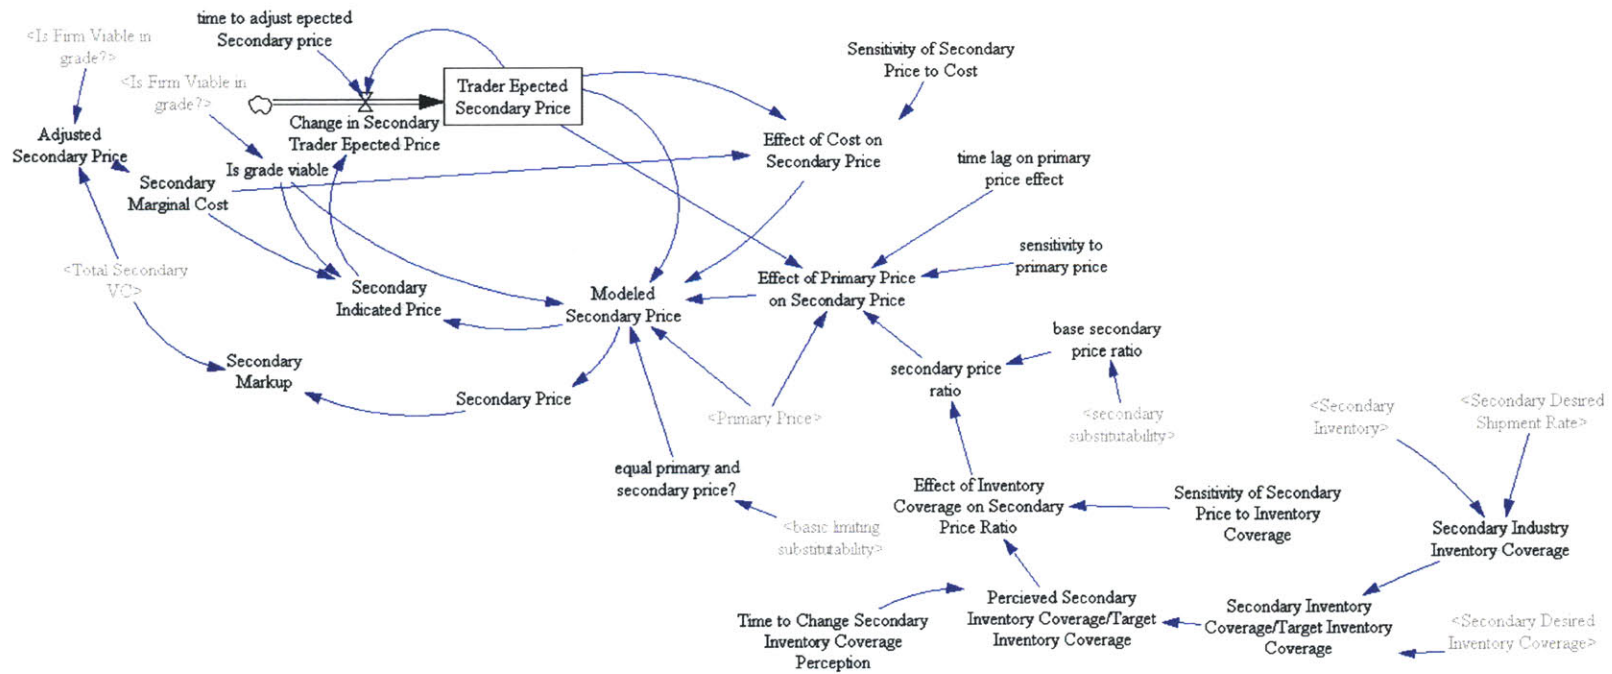 time to adjust epected
Secondary price
<Is Firm Viable in
grade?>
<Is Firm Viable in
grade?>
Trader Epected
Secondary Price
Sensitivity of Secondary
Price to Cost
Change in Secondary
Trader Epected Price
Adjusted
Secondary Price
Effect of Cost on
Secondary Price
Is grade viable
time lag on primary
price effect
Secondary
Marginal Cost
sensitivity to
primary price
<Total Secondary
VC>
Secondary
Indicated Price
Modeled
Secondary Price
Effect of Primary Price
on Secondary Price
base secondary
price ratio
Secondary
Markup
secondary price
ratio
Secondary Price
<Primary Price>
<secondary
substitutability>
<Secondary
Inventory>
<Secondary Desired
Shipment Rate>
equal primary and
secondary price?
Effect of Inventory
Coverage on Secondary
Price Ratio
Sensitivity of Secondary
Price to Inventory
Coverage
<basic limiting
substitutability>
Secondary Industry
Inventory Coverage
Time to Change Secondary
Inventory Coverage
Perception
Percieved Secondary
Inventory Coverage/Target
Inventory Coverage
Secondary Inventory
Coverage/Target Inventory
Coverage
<Secondary Desired
Inventory Coverage>